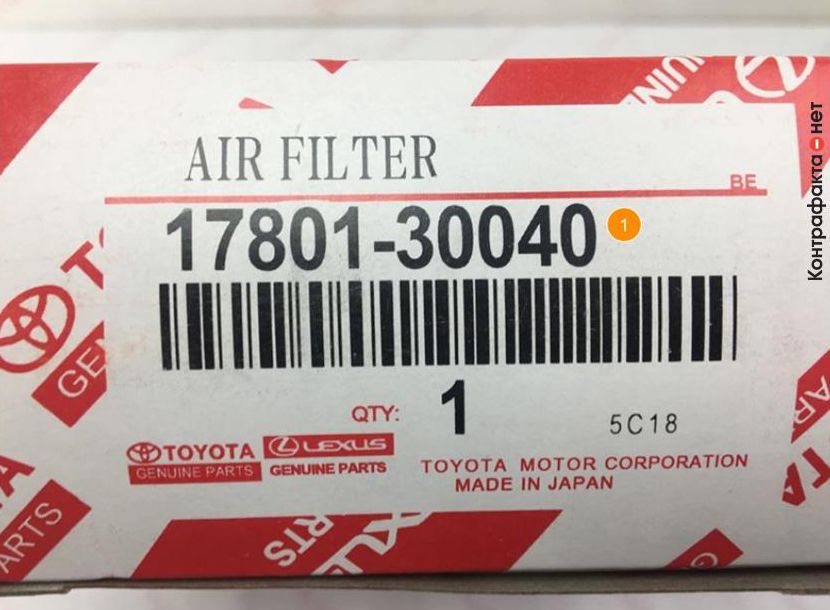 AIR FILTER
BE
17801-30040
1
QTY: 1
5C18
TOYOTA LEXUS
GENUINE PARTS GENUINE PARTS
TOYOTA MOTOR CORPORATION
MADE IN JAPAN
Контрафакта нет
ARTS